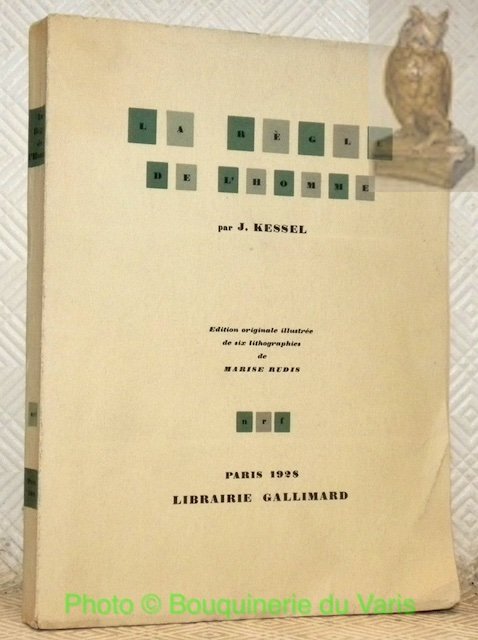 LA RÈGLE
DE L'HOMME
par J. KESSEL
Edition originale illustrée
de six lithographies
de
MARISE RUDIS
nrf
PARIS 1928
LIBRAIRIE GALLIMARD
Photo © Bouquinerie du Varis